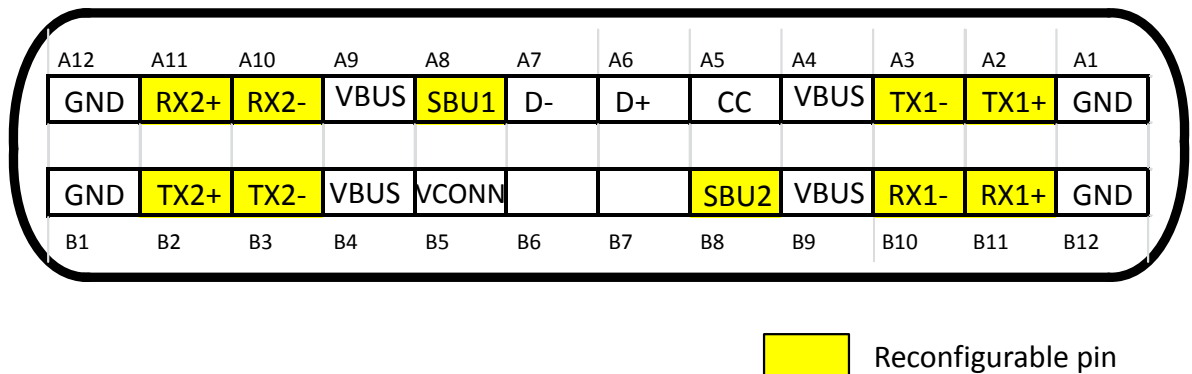 A12 A11 A10 A9 A8 A7 A6 A5 A4 A3 A2 A1
GND RX2+ RX2- VBUS SBU1 D- D+ CC VBUS TX1- TX1+ GND
GND TX2+ TX2- VBUS VCONN SBU2 VBUS RX1- RX1+ GND
B1 B2 B3 B4 B5 B6 B7 B8 B9 B10 B11 B12
Reconfigurable pin